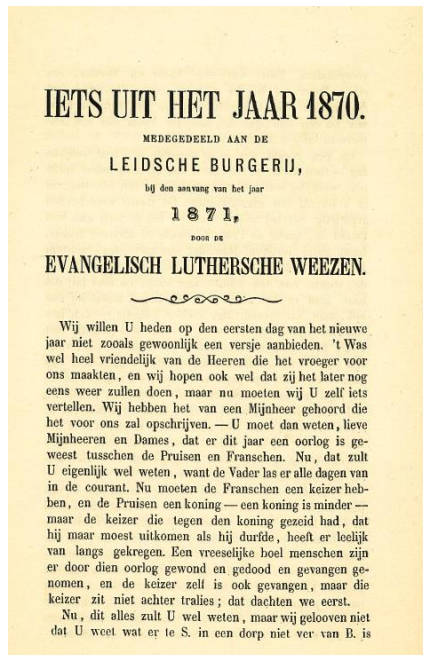 IETS UIT HET JAAR 1870.
MEDEGEDEELD AAN DE
LEIDSCHE BURGERIJ,
bij den aanvang van het jaar
1871,
DOOR DE
EVANGELISCH LUTHERSCHE WEEZEN.
Wij willen U heden op den eersten dag van het nieuwe
jaar niet zooals gewoonlijk een versje aanbieden. 't Was
wel heel vriendelijk van de Heeren die het vroeger voor
ons maakten, en wij hopen ook wel dat zij het later nog
eens weer zullen doen, maar nu moeten wij U zelf iets
vertellen. Wij hebben het van een Mijnheer gehoord die
het voor ons zal opschrijven. — U moet dan weten, lieve
Mijnheeren en Dames, dat er dit jaar een oorlog is ge-
weest tusschen de Pruisen en Franschen. Nu, dat zult
U eigenlijk wel weten, want de Vader las er alle dagen van
in de courant. Nu moeten de Franschen een keizer heb-
ben, en de Pruisen een koning — een koning is minder —
maar de keizer die tegen den koning gezeid had, dat
hij maar moest uitkomen als hij durfde, heeft er leelijk
van langs gekregen. Een vreeselijke boel menschen zijn
er door dien oorlog gewond en gedood en gevangen ge-
nomen, en de keizer zelf is ook gevangen, maar die
keizer zit niet achter tralies; dat dachten we eerst.
Nu, dit alles zult U wel weten, maar wij gelooven niet
dat U weet wat er te S. in een dorp niet ver van B. is